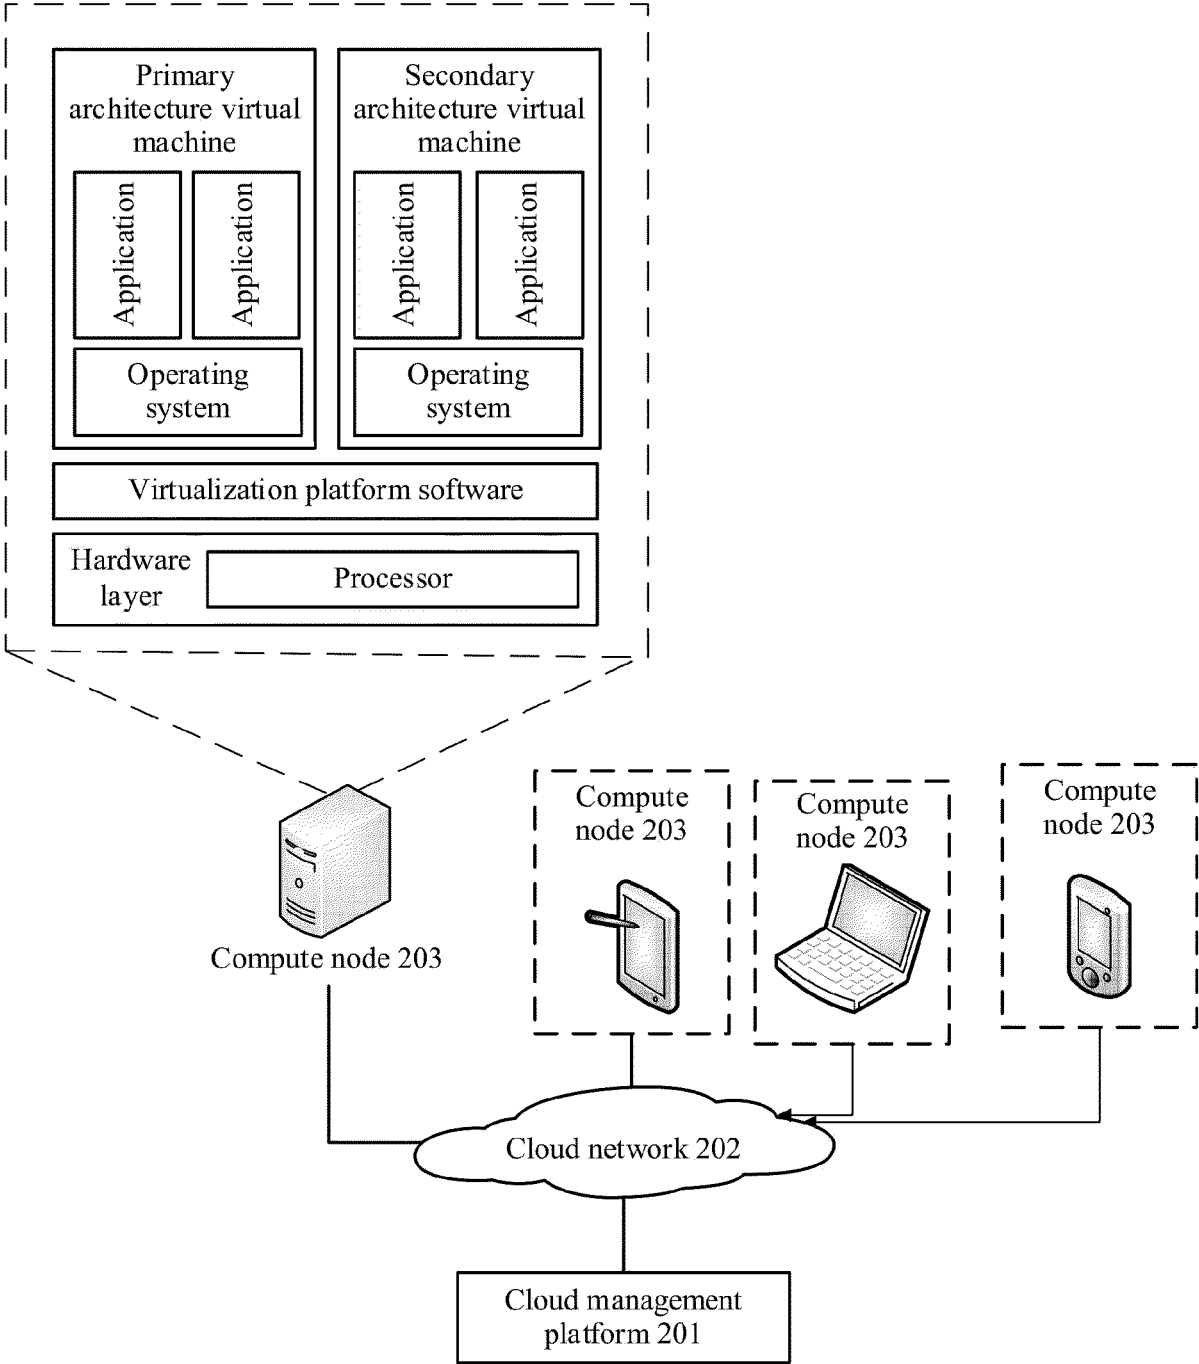 Primary
architecture virtual
machine
Application
Application
Operating
system
Secondary
architecture virtual
machine
Application
Application
Operating
system
Virtualization platform software
Hardware
layer
Processor
Compute node 203
Compute
node 203
Compute
node 203
Compute
node 203
Cloud network 202
Cloud management
platform 201